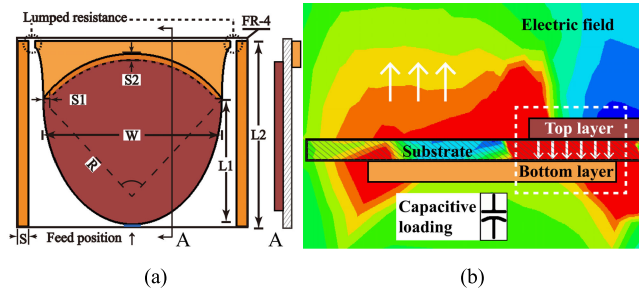 Lumped resistance
FR-4
S2
S1
W
R
L1
L2
S
Feed position
A
A
(a)
Electric field
Top layer
Substrate
Bottom layer
Capacitive
loading
(b)